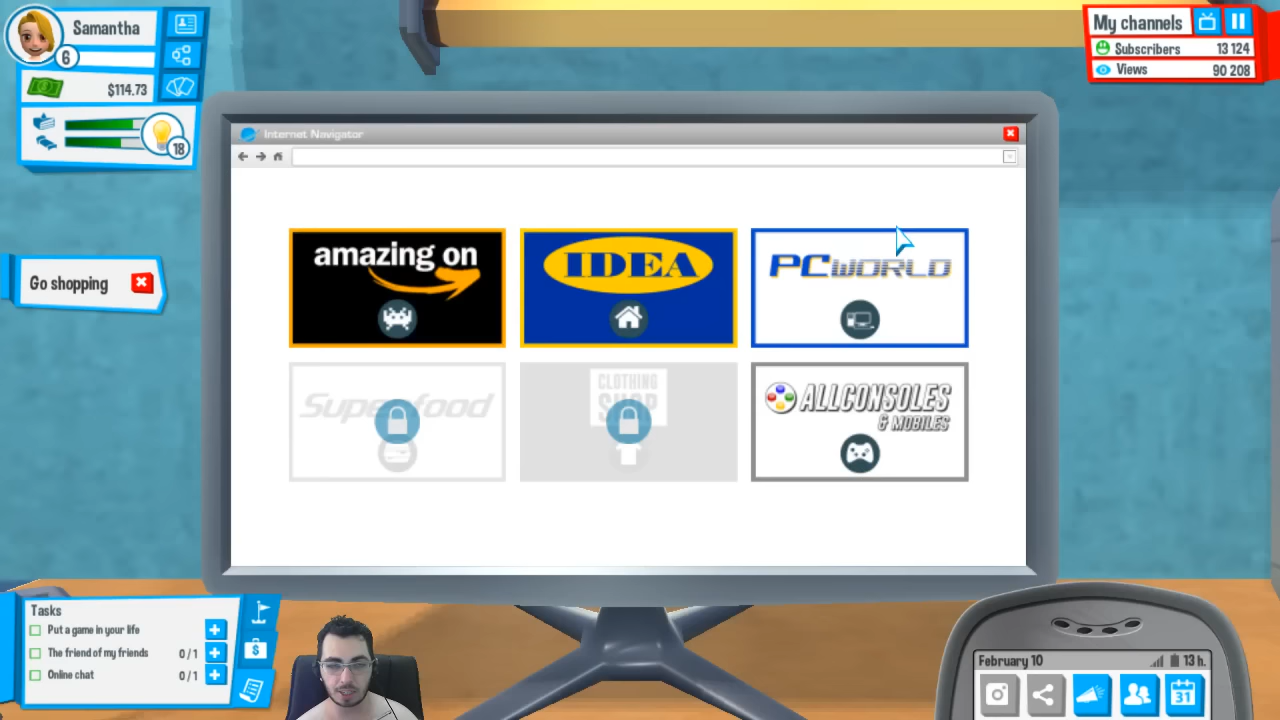 Samantha
6
$114.73
18
My channels
Subscribers 13 124
Views 90 208
Internet Navigator
Go shopping
amazing on
IDEA
PCWORLD
Superfood
CLOTHING
SHOP
ALLCONSOLES
& MOBILES
Tasks
Put a game in your life
The friend of my friends 0/1
Online chat 0/1
February 10 13 h.
31